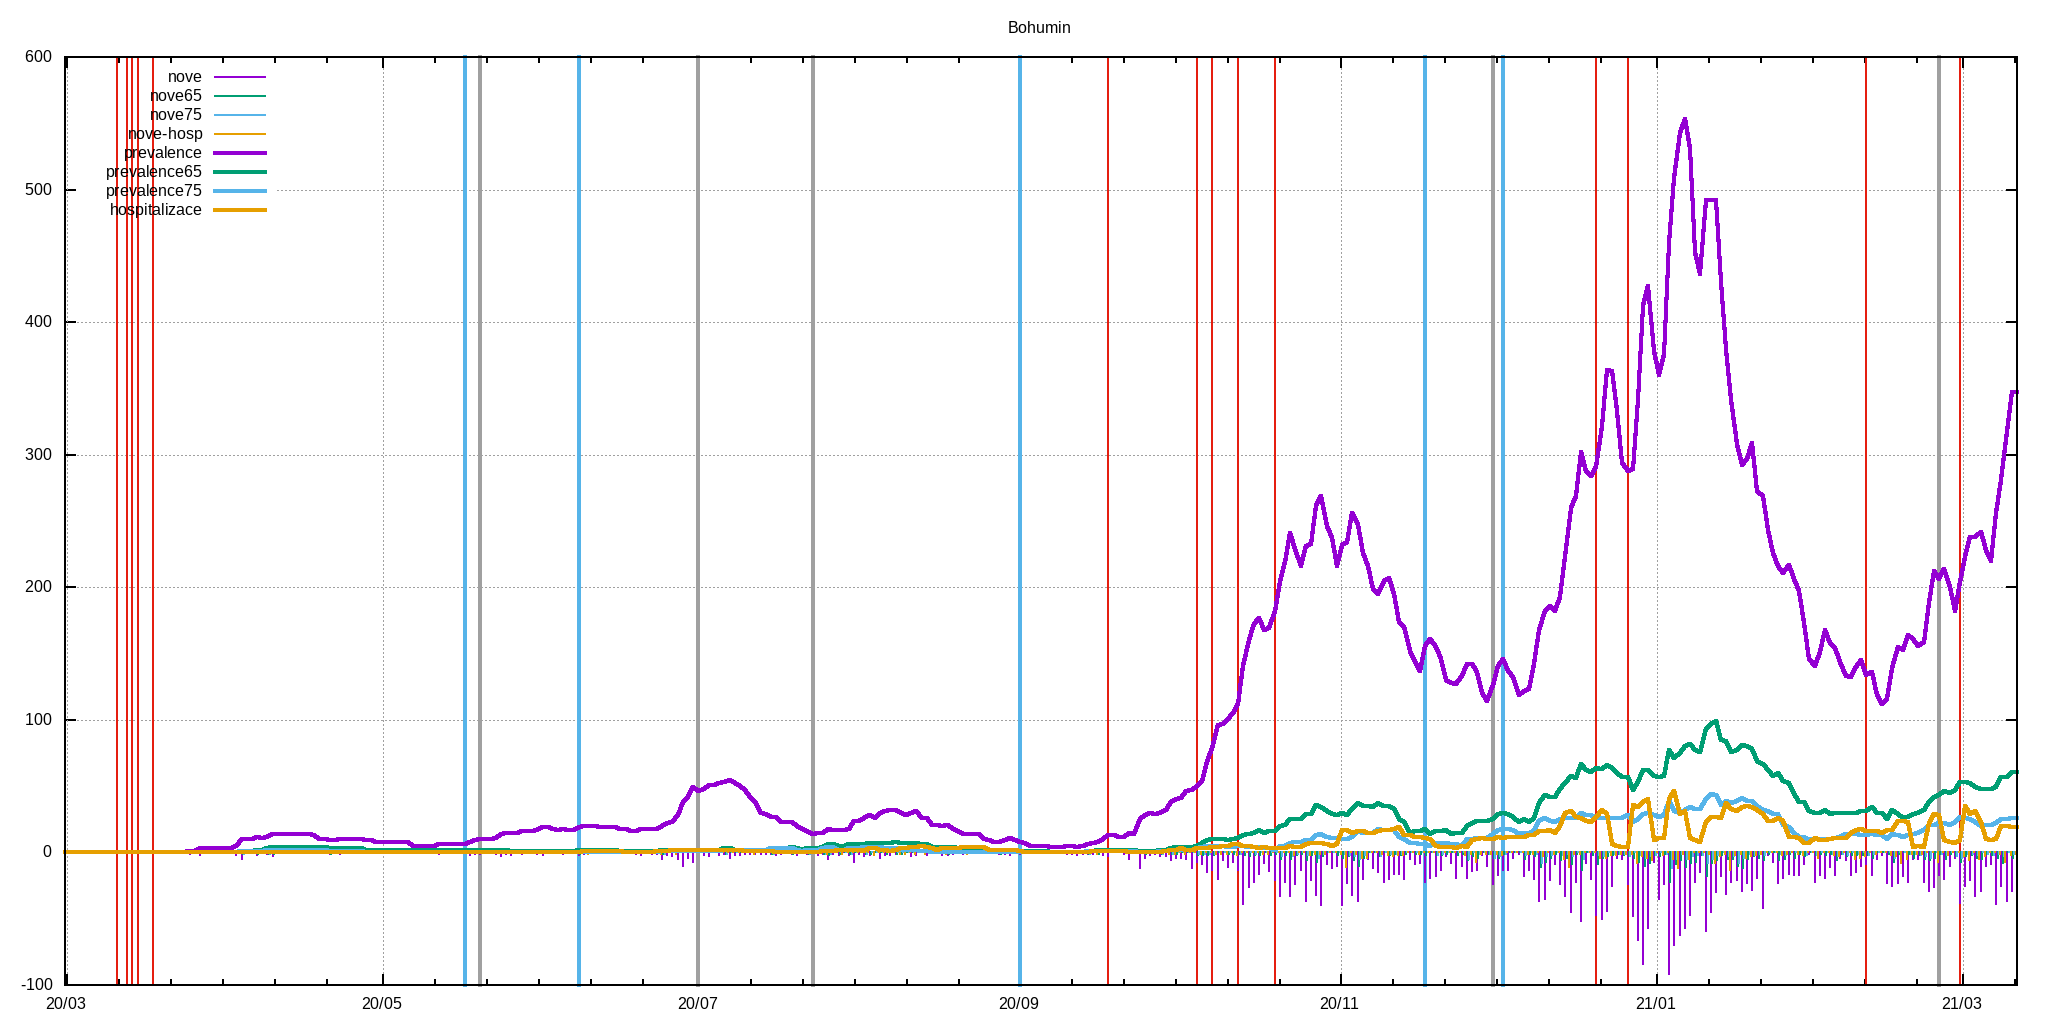 Bohumin
600
500
400
300
200
100
0
-100
nove
nove65
nove75
nove-hosp
prevalence
prevalence65
prevalence75
hospitalizace
20/03 20/05 20/07 20/09 20/11 21/01 21/03